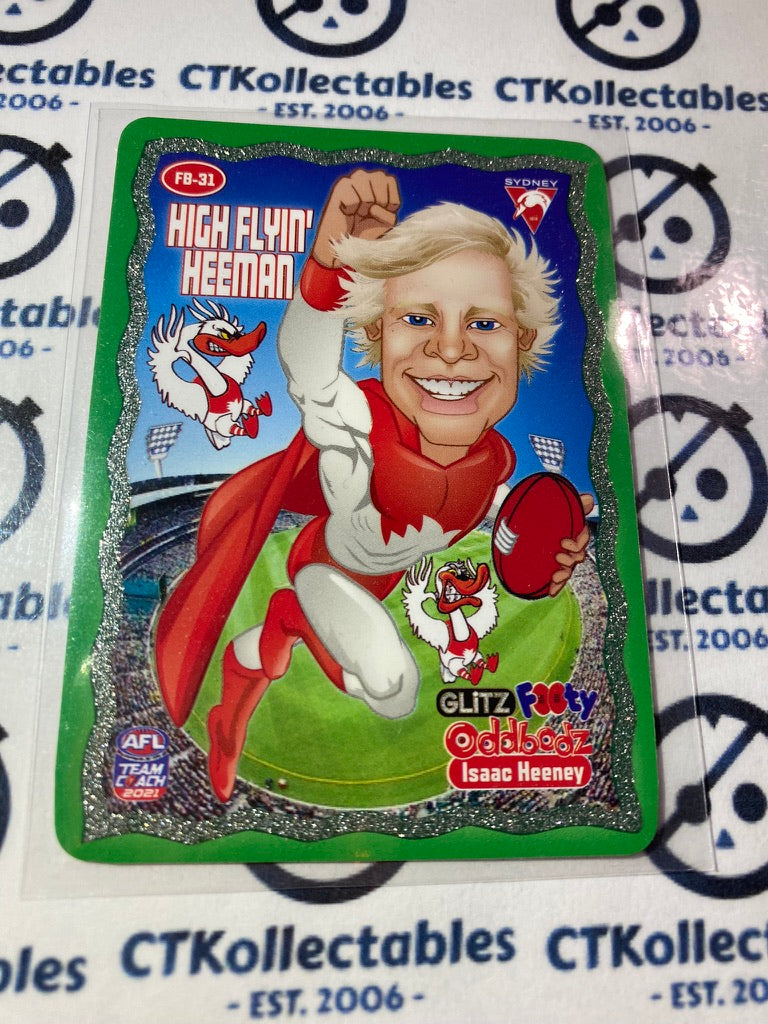 ectables CTKollectables CTKollectables
2006 - - EST. 2006 - - EST. 2006 -
FB-31
SYDNEY
HIGH FLYIN'
HEEMAN
GLITZ Footy
Oddbodz
Isaac Heeney
AFL
TEAM
COACH
2021
CTKollectables CTKollectab
- EST. 2006 - - EST. 20